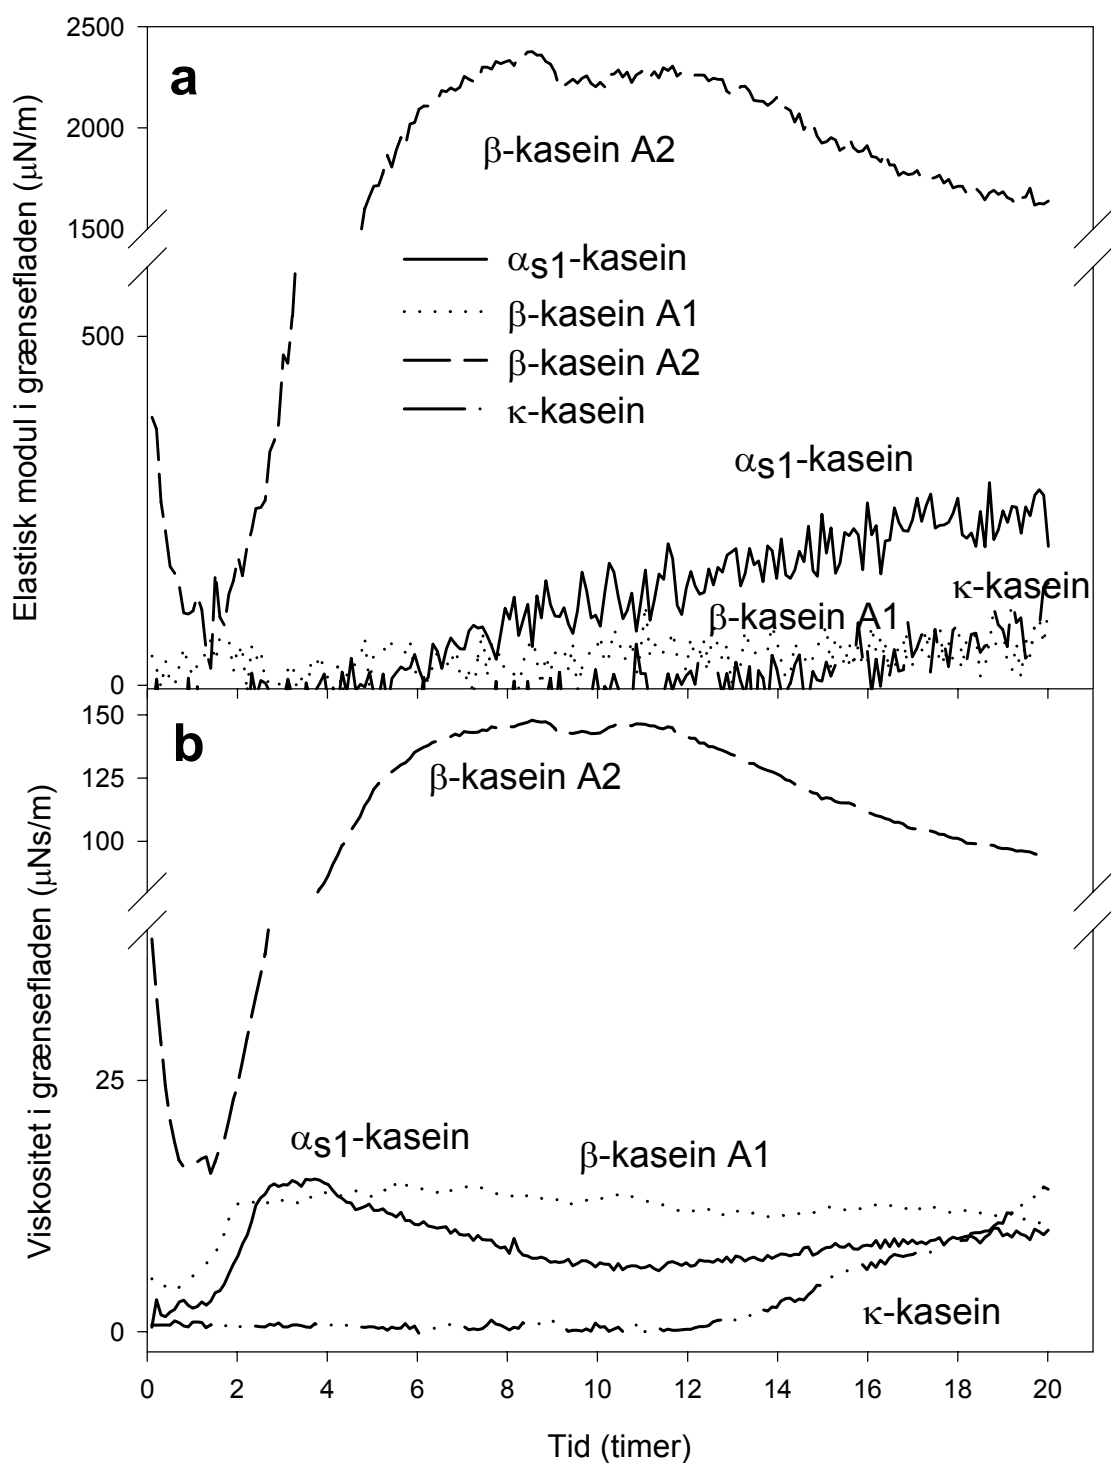 2500
a
2000
β-kasein A2
1500
αs1-kasein
β-kasein A1
β-kasein A2
κ-kasein
500
αs1-kasein
κ-kasein
β-kasein A1
0
Elastisk modul i grænsefladen (μN/m)
150
b
125
β-kasein A2
100
25
αs1-kasein
β-kasein A1
κ-kasein
0
Viskositet i grænsefladen (μNs/m)
0 2 4 6 8 10 12 14 16 18 20
Tid (timer)